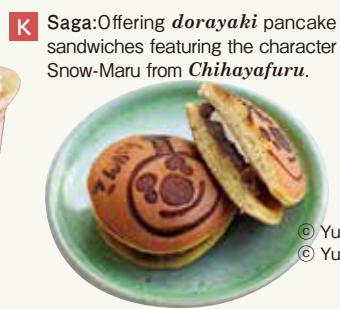 K Saga:Offering dorayaki pancake
sandwiches featuring the character
Snow-Maru from Chihayafuru.
ⓒ Yu
ⓒ Yu